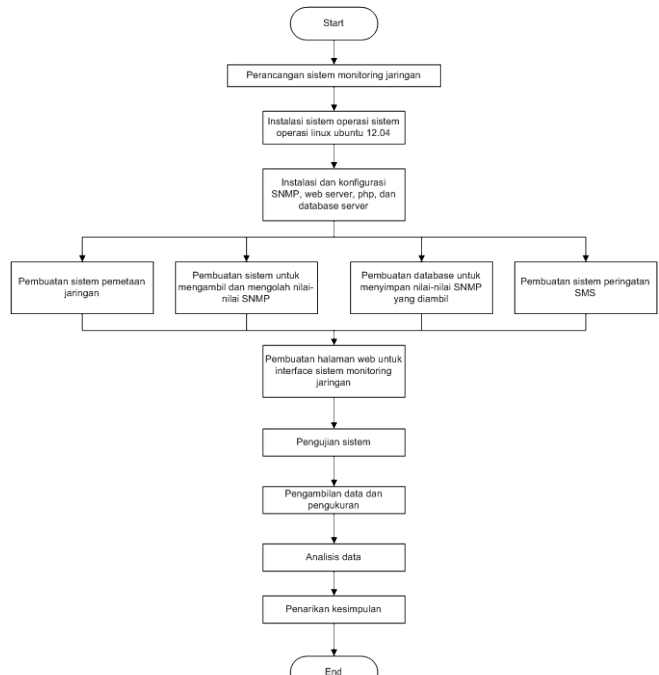 Start
Perancangan sistem monitoring jaringan
Instalasi sistem operasi sistem
operasi linux ubuntu 12.04
Instalasi dan konfigurasi
SNMP, web server, php, dan
database server
Pembuatan sistem pemetaan
jaringan
Pembuatan sistem untuk
mengambil dan mengolah nilai-
nilai SNMP
Pembuatan database untuk
menyimpan nilai-nilai SNMP
yang diambil
Pembuatan sistem peringatan
SMS
Pembuatan halaman web untuk
interface sistem monitoring
jaringan
Pengujian sistem
Pengambilan data dan
pengukuran
Analisis data
Penarikan kesimpulan
End